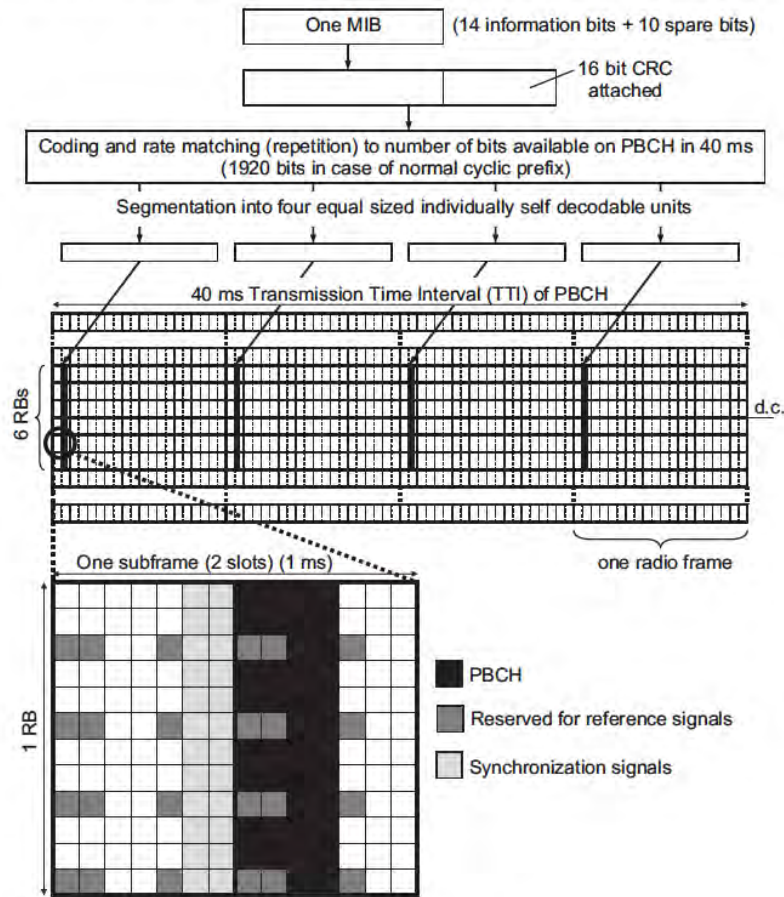 One MIB
(14 information bits + 10 spare bits)
16 bit CRC
attached
Coding and rate matching (repetition) to number of bits available on PBCH in 40 ms
(1920 bits in case of normal cyclic prefix)
Segmentation into four equal sized individually self decodable units
40 ms Transmission Time Interval (TTI) of PBCH
6 RBs
d.c.
One subframe (2 slots) (1 ms)
one radio frame
1 RB
PBCH
Reserved for reference signals
Synchronization signals